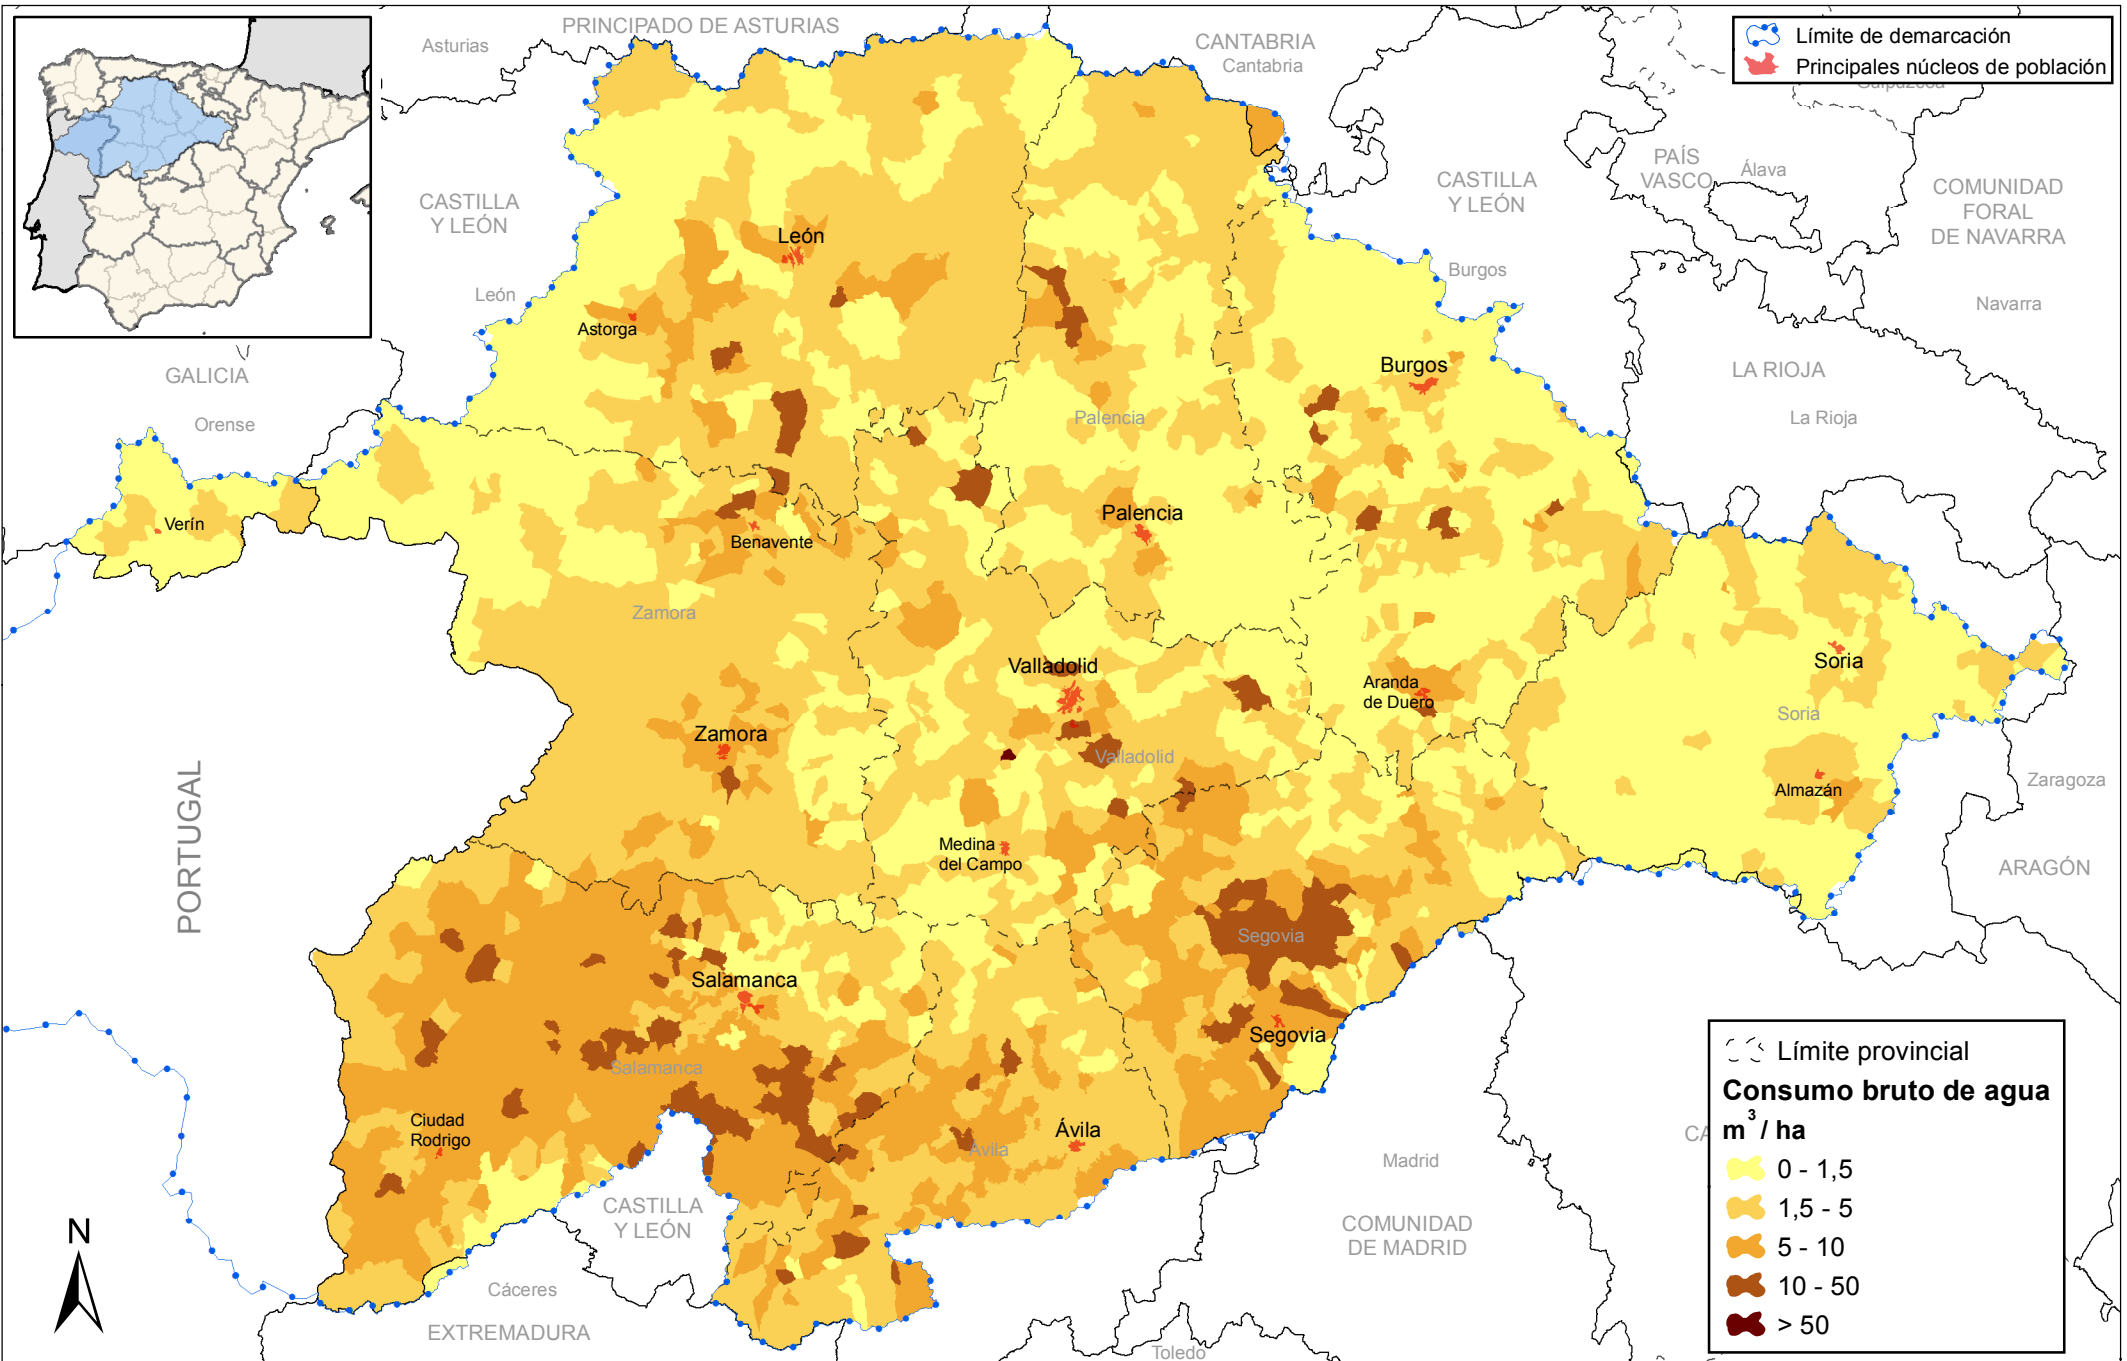 PRINCIPADO DE ASTURIAS
Asturias
CANTABRIA
Cantabria
Límite de demarcación
Principales núcleos de población
Guipúzcoa
PAÍS
VASCO
Álava
CASTILLA
Y LEÓN
COMUNIDAD
FORAL
DE NAVARRA
CASTILLA
Y LEÓN
León
Burgos
León
Navarra
Astorga
GALICIA
Burgos
LA RIOJA
Orense
Palencia
La Rioja
Verín
Palencia
Benavente
Zamora
Valladolid
Soria
Aranda
de Duero
Soria
Zamora
Valladolid
Zaragoza
Almazán
PORTUGAL
Medina
del Campo
ARAGÓN
Segovia
Salamanca
Segovia
Salamanca
Límite provincial
Consumo bruto de agua
m³ / ha
0 - 1,5
1,5 - 5
5 - 10
10 - 50
> 50
Ciudad
Rodrigo
Ávila
Ávila
CA
Madrid
CASTILLA
Y LEÓN
COMUNIDAD
DE MADRID
N
Cáceres
EXTREMADURA
Toledo